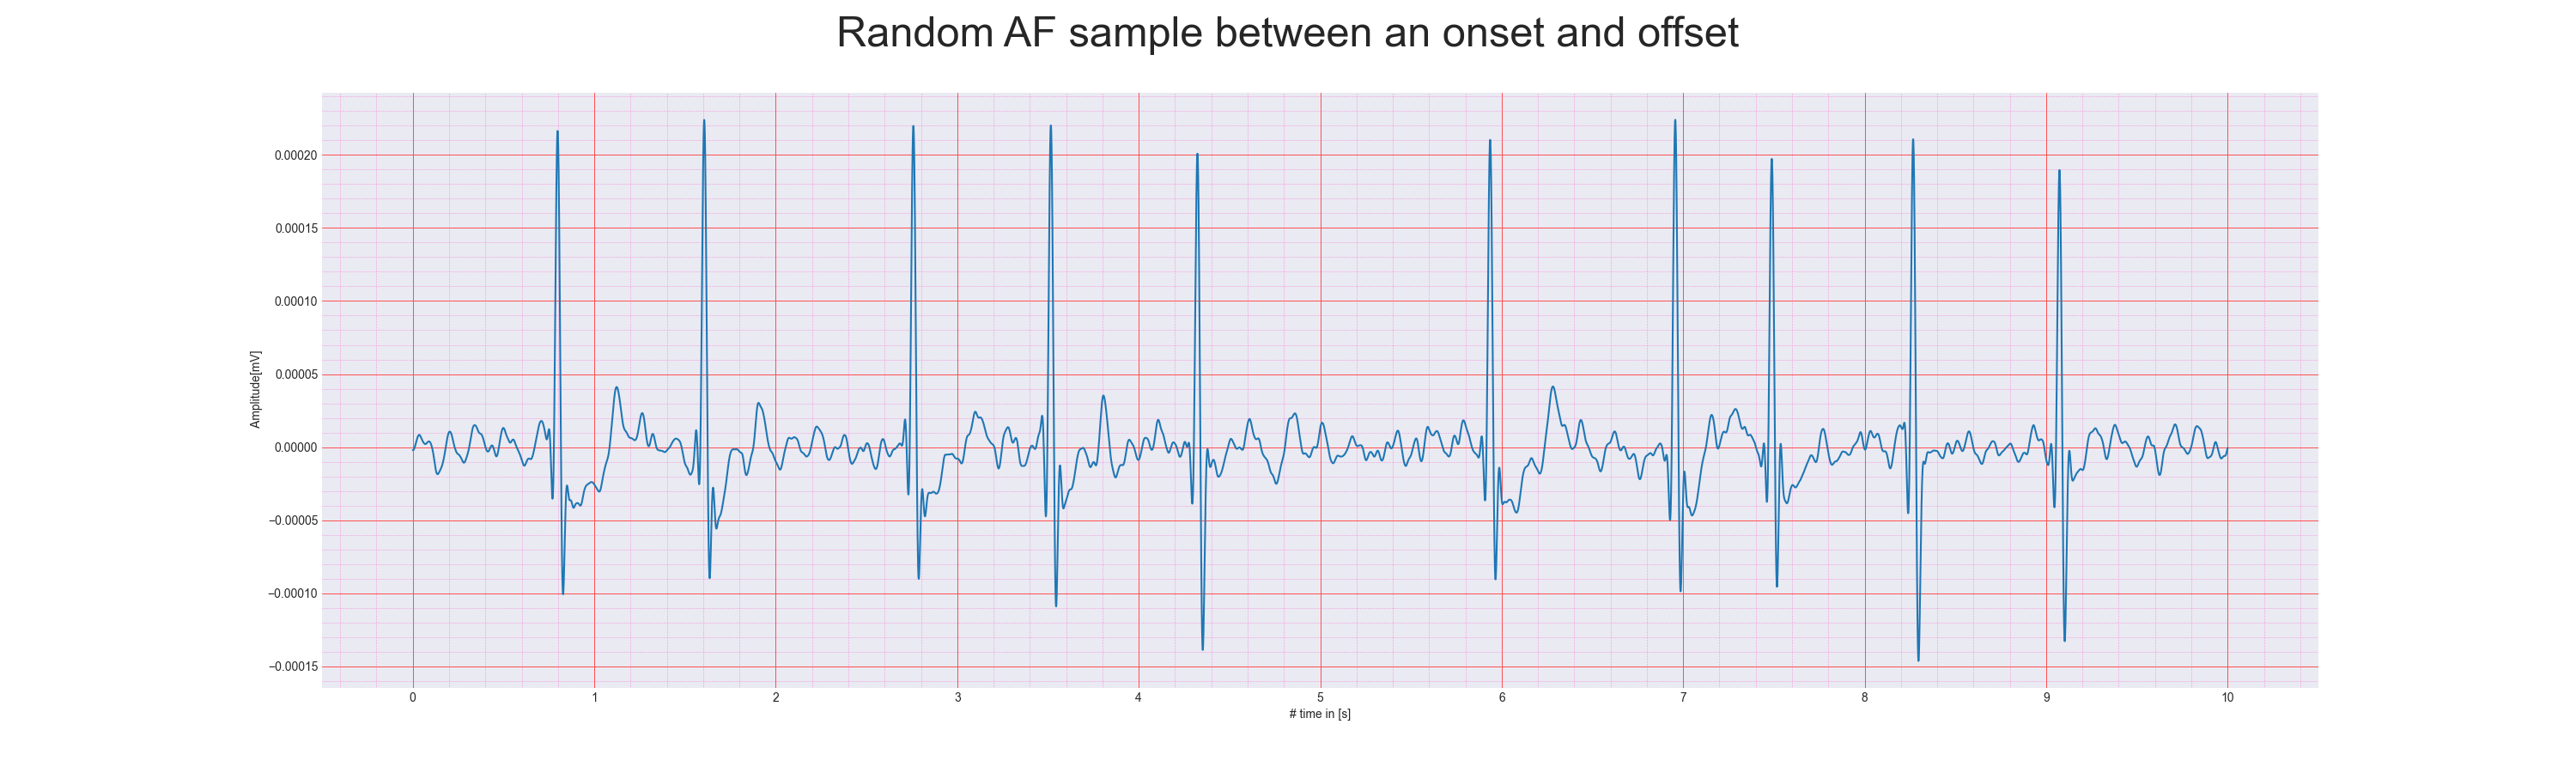 Random AF sample between an onset and offset
0.00020
0.00015
0.00010
0.00005
0.00000
−0.00005
−0.00010
−0.00015
Amplitude[mV]
0 1 2 3 4 5 6 7 8 9 10
# time in [s]